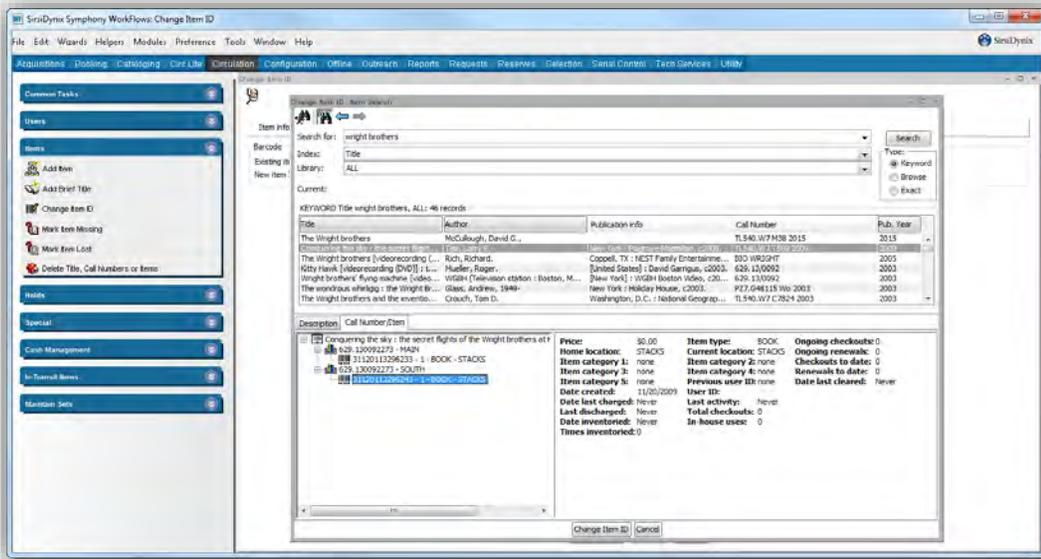 SirsiDynix Symphony WorkFlows: Change Item ID
File Edit Wizards Helpers Modules Preference Tools Window Help
SirsiDynix
Acquisitions Booking Cataloging Circ Lite Circulation Configuration Offline Outreach Reports Requests Reserves Selection Serial Control Tech Services Utility
Change Item ID
Common Tasks
Users
Items
Add Item
Add Brief Title
Change Item ID
Mark Item Missing
Mark Item Lost
Delete Title, Call Numbers or Items
Holds
Special
Cash Management
In-Transit Items
Maintain Sets
Item info
Barcode
Existing it
New item
Change Item ID : Item Search
Search for: wright brothers
Search
Index: Title
Library: ALL
Type:
Keyword
Browse
Exact
Current:
KEYWORD Title wright brothers, ALL: 46 records
Title Author Publication info Call Number Pub. Year
The Wright brothers McCullough, David G., TL540.W7 M38 2015 2015
Conquering the sky : the secret flight...
The Wright brothers [videorecording (... Rich, Richard. Coppell, TX : NEST Family Entertainme... BIO WRIGHT 2005
Kitty Hawk [videorecording (DVD)] : t... Mueller, Roger. [United States] : David Garrigus, c2003. 629.13/0092 2003
Wright brothers' flying machine [video... WGBH (Television station : Boston, M... [New York] : WGBH Boston Video, c20... 629.13/0092 2003
The wondrous whirligig : the Wright Br... Glass, Andrew, 1949- New York : Holiday House, c2003. PZ7.G48115 Wo 2003 2003
The Wright brothers and the inventio... Crouch, Tom D. Washington, D.C. : National Geograp... TL540.W7 C7824 2003 2003
Description Call Number/Item
Conquering the sky : the secret flights of the Wright brothers at K
629.130092273 - MAIN
31120113296233 - 1 - BOOK - STACKS
629.130092273 - SOUTH
31120113296243 - 1 - BOOK - STACKS
Price: $0.00 Item type: BOOK Ongoing checkouts: 0
Home location: STACKS Current location: STACKS Ongoing renewals: 0
Item category 1: none Item category 2: none Checkouts to date: 0
Item category 3: none Item category 4: none Renewals to date: 0
Item category 5: none Previous user ID: none Date last cleared: Never
Date created: 11/20/2009 User ID:
Date last charged: Never Last activity: Never
Last discharged: Never Total checkouts: 0
Date inventoried: Never In-house uses: 0
Times inventoried: 0
Change Item ID Cancel